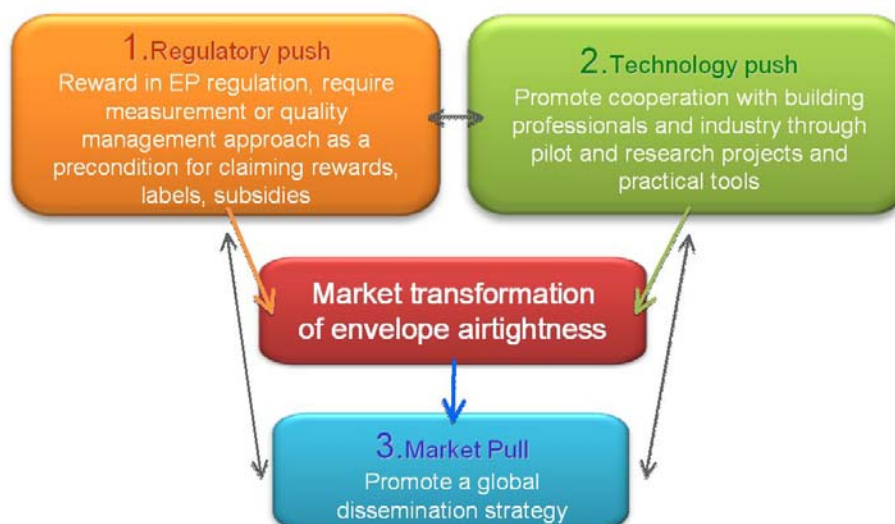 1.Regulatory push
Reward in EP regulation, require
measurement or quality
management approach as a
precondition for claiming rewards,
labels, subsidies
2.Technology push
Promote cooperation with building
professionals and industry through
pilot and research projects and
practical tools
Market transformation
of envelope airtightness
3.Market Pull
Promote a global
dissemination strategy